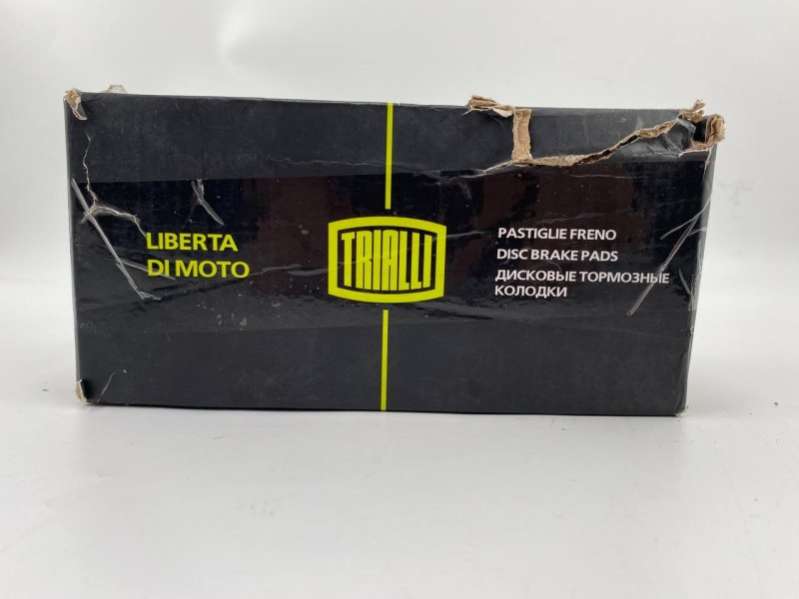 LIBERTA
DI MOTO
TRIALLI
PASTIGLIE FRENO
DISC BRAKE PADS
ДИСКОВЫЕ ТОРМОЗНЫЕ
КОЛОДКИ